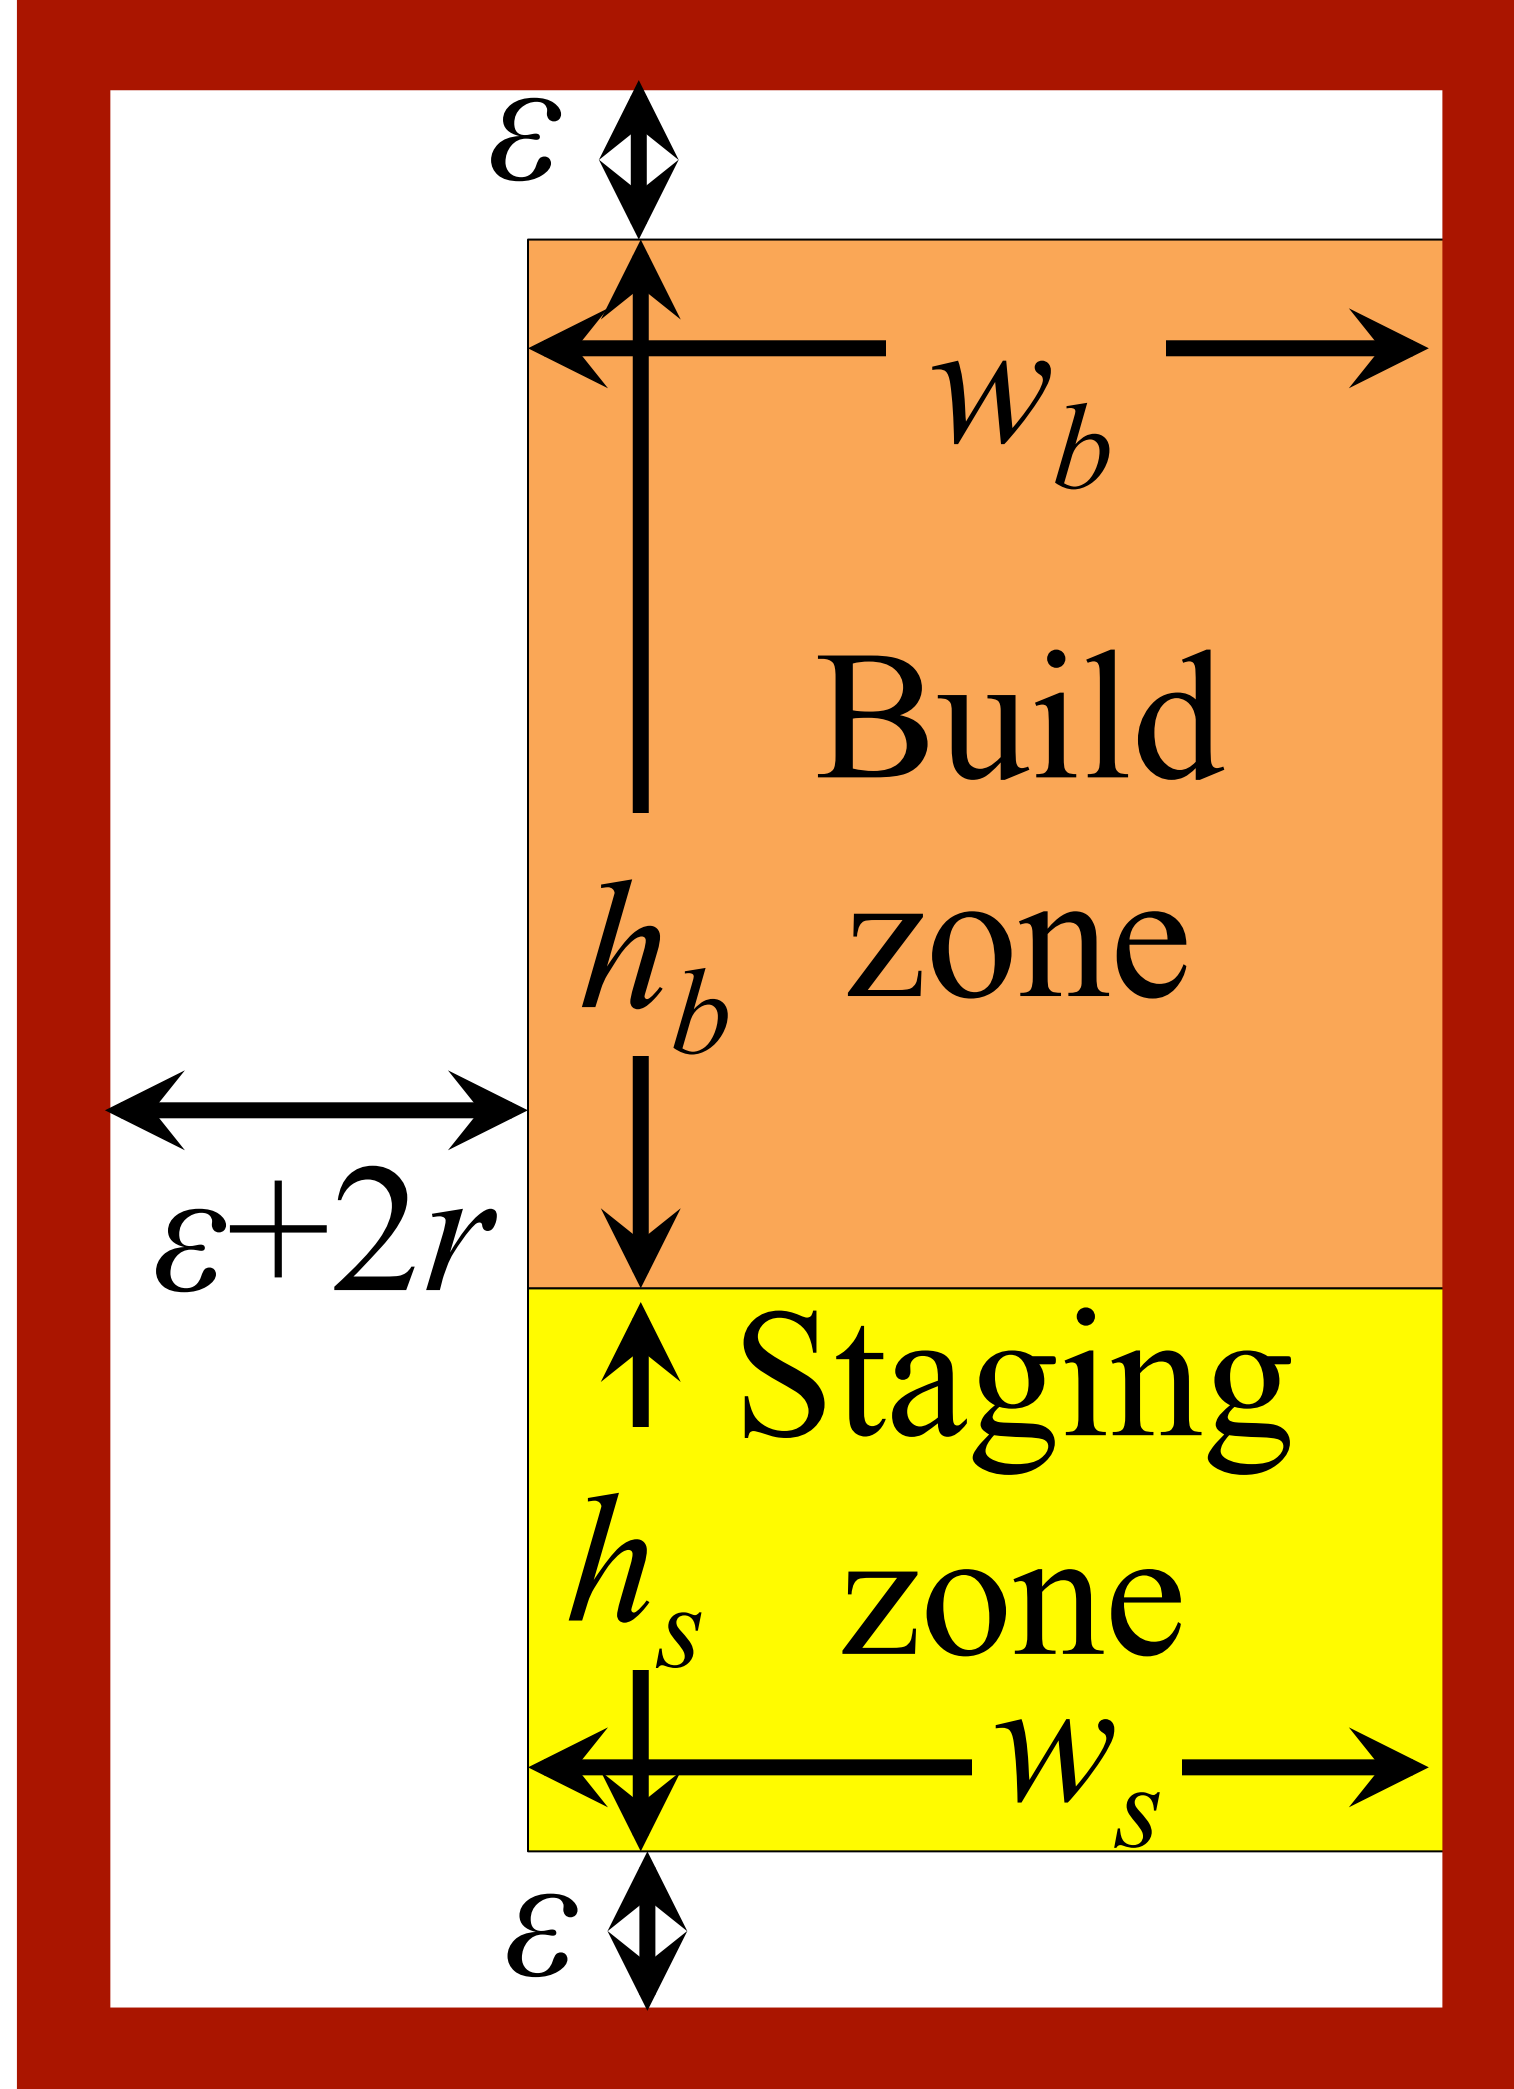 ε
w_b
Build
zone
h_b
ε+2r
Staging
zone
h_s
w_s
ε